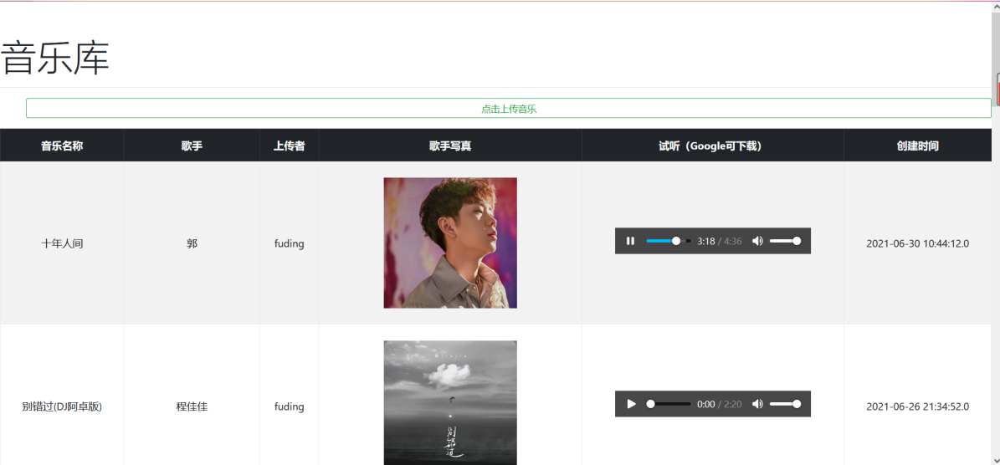 音乐库
点击上传音乐
音乐名称 歌手 上传者 歌手写真 试听（Google可下载） 创建时间
十年人间 郭 fuding 3:18 / 4:36 2021-06-30 10:44:12.0
别错过(DJ阿卓版) 程佳佳 fuding 0:00 / 2:20 2021-06-26 21:34:52.0
别错过